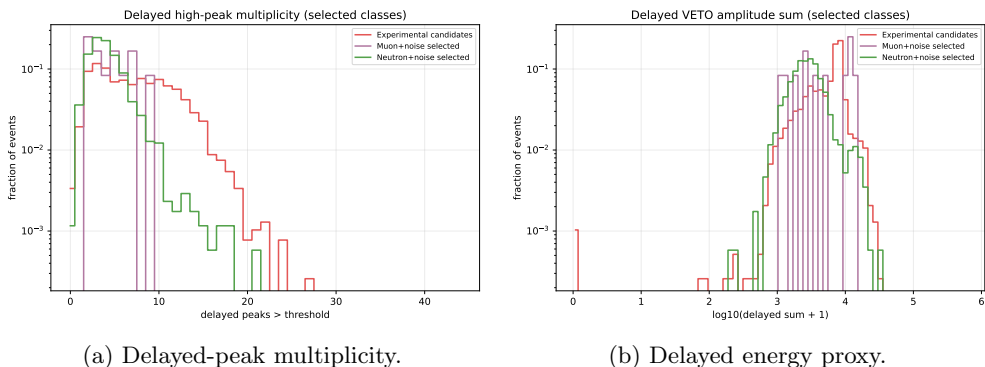 Delayed high-peak multiplicity (selected classes)
Experimental candidates
Muon+noise selected
Neutron+noise selected
10⁻¹
10⁻²
10⁻³
fraction of events
0 10 20 30 40
delayed peaks > threshold
(a) Delayed-peak multiplicity.
Delayed VETO amplitude sum (selected classes)
Experimental candidates
Muon+noise selected
Neutron+noise selected
10⁻¹
10⁻²
10⁻³
fraction of events
0 1 2 3 4 5 6
log10(delayed sum + 1)
(b) Delayed energy proxy.